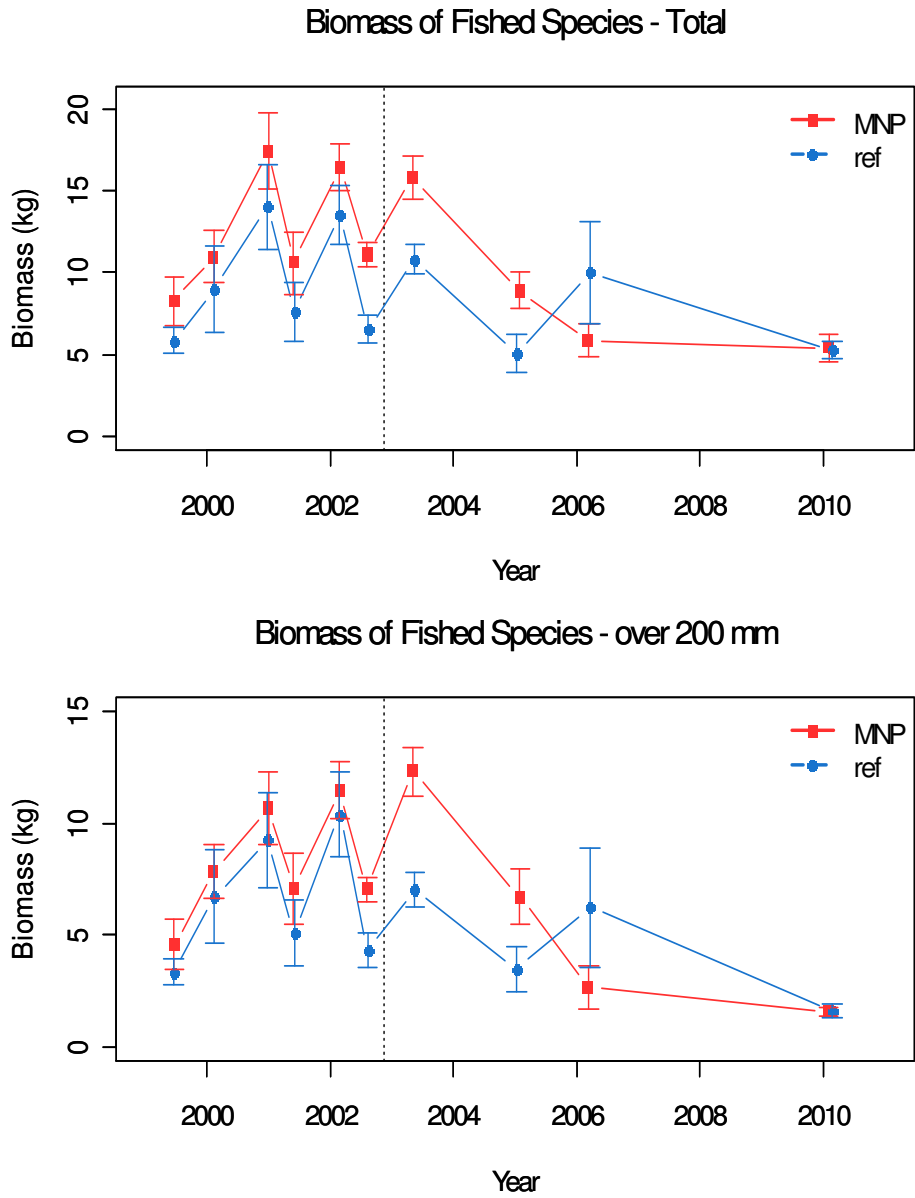 Biomass of Fished Species - Total
20
15
10
5
0
Biomass (kg)
MNP
ref
2000 2002 2004 2006 2008 2010
Year
Biomass of Fished Species - over 200 mm
15
10
5
0
Biomass (kg)
MNP
ref
2000 2002 2004 2006 2008 2010
Year